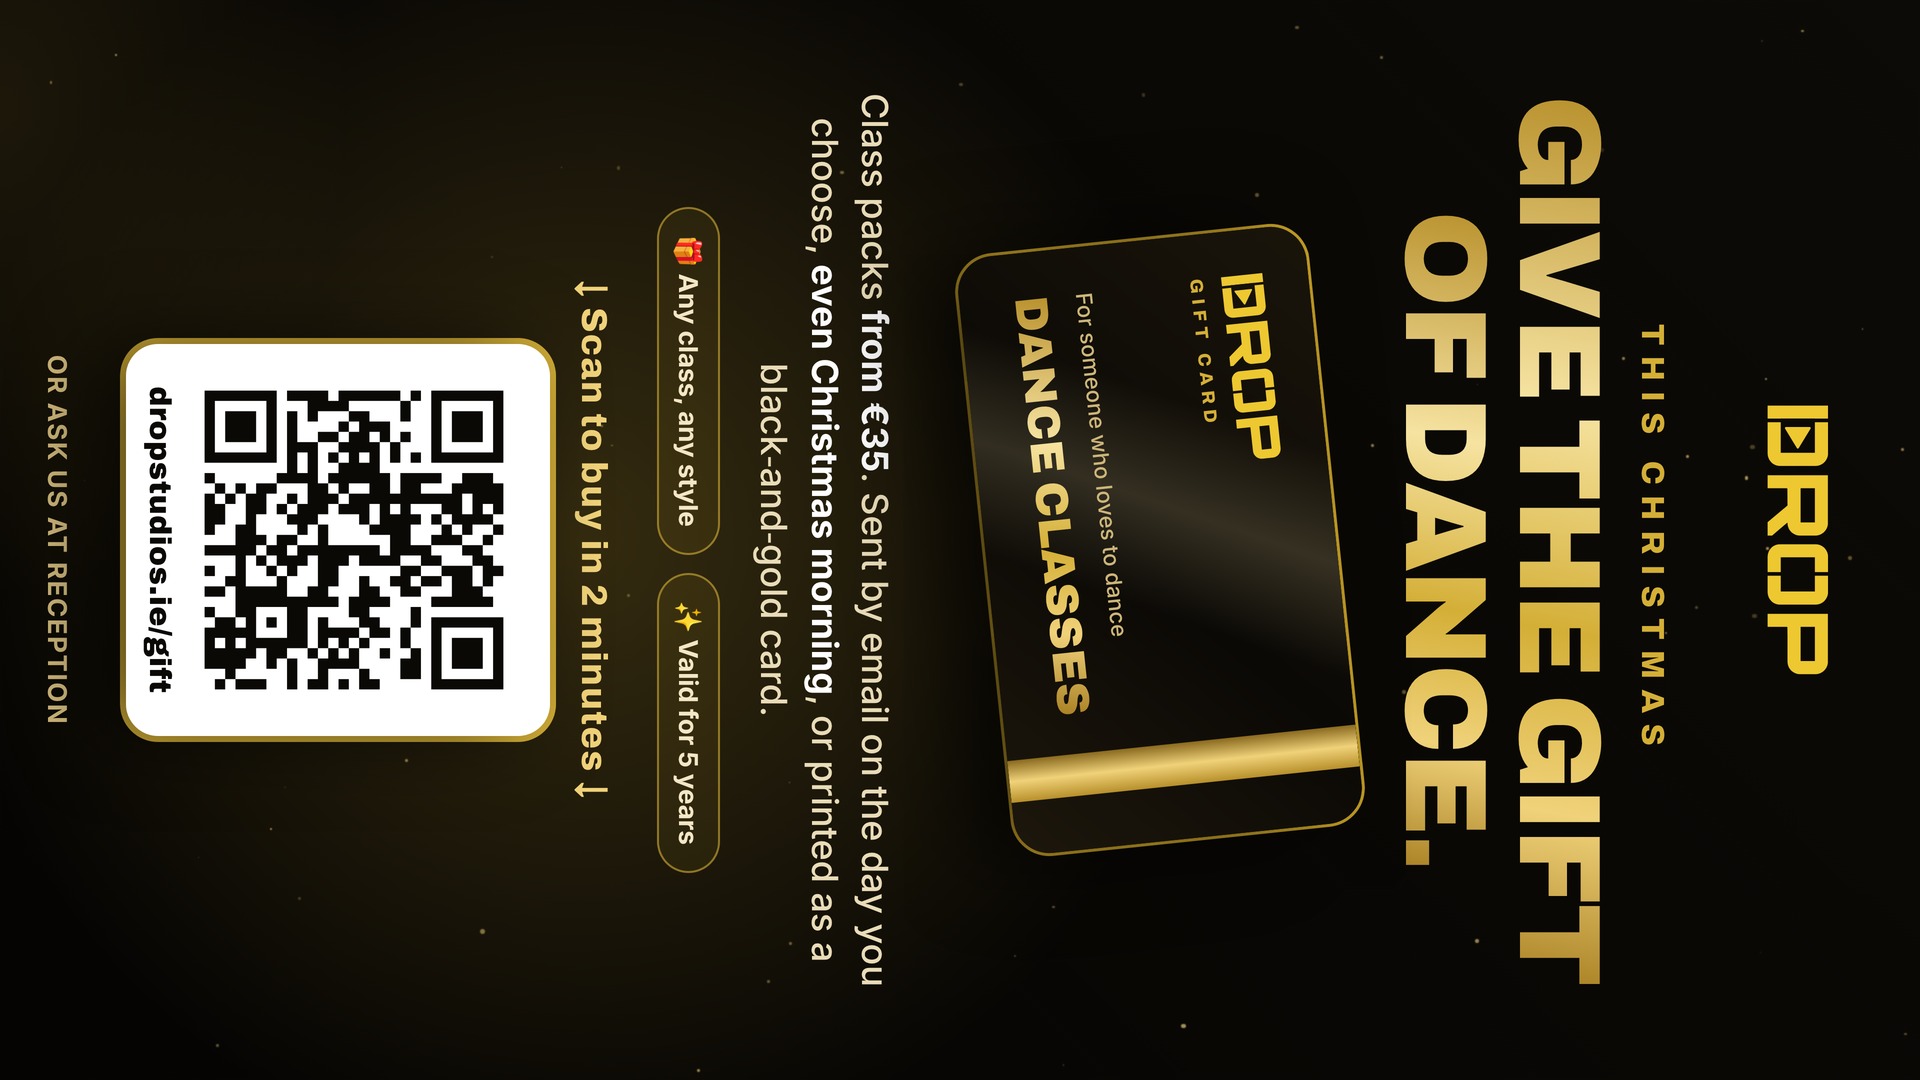 DROP
THIS CHRISTMAS
GIVE THE GIFT
OF DANCE.
DROP
GIFT CARD
For someone who loves to dance
DANCE CLASSES
Class packs from €35. Sent by email on the day you
choose, even Christmas morning, or printed as a
black-and-gold card.
🎁 Any class, any style
✨ Valid for 5 years
↓ Scan to buy in 2 minutes ↓
dropstudios.ie/gift
OR ASK US AT RECEPTION